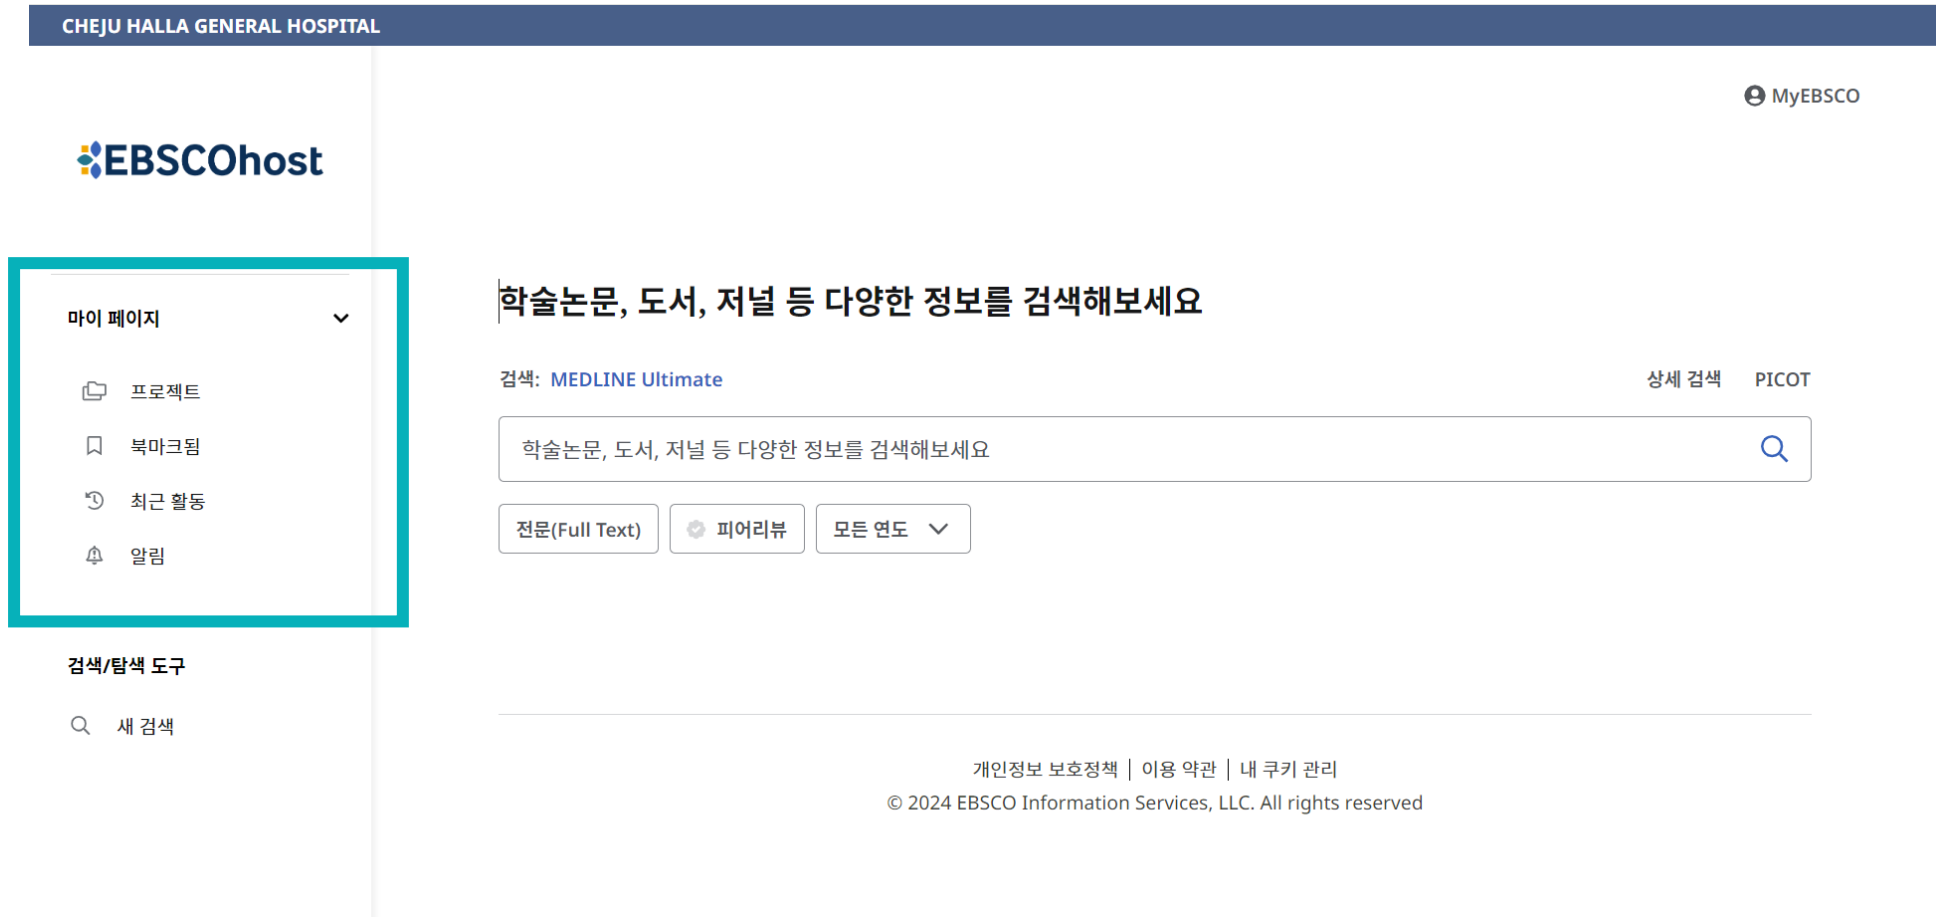 CHEJU HALLA GENERAL HOSPITAL
MyEBSCO
EBSCOhost
마이 페이지
프로젝트
북마크됨
최근 활동
알림
검색/탐색 도구
새 검색
학술논문, 도서, 저널 등 다양한 정보를 검색해보세요
검색: MEDLINE Ultimate 상세 검색 PICOT
학술논문, 도서, 저널 등 다양한 정보를 검색해보세요
전문(Full Text) 피어리뷰 모든 연도
개인정보 보호정책 | 이용 약관 | 내 쿠키 관리
© 2024 EBSCO Information Services, LLC. All rights reserved